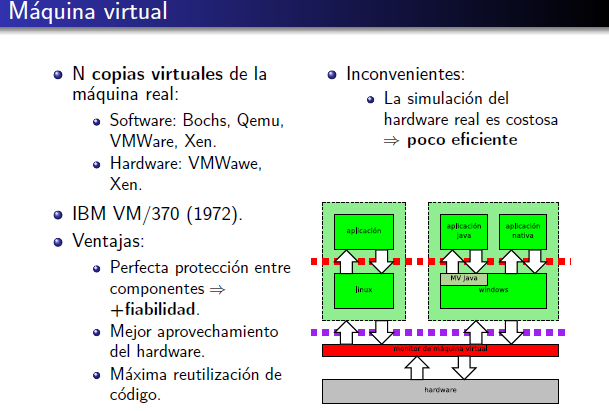 Máquina virtual
N copias virtuales de la
máquina real:
Software: Bochs, Qemu,
VMWare, Xen.
Hardware: VMWawe,
Xen.
IBM VM/370 (1972).
Ventajas:
Perfecta protección entre
componentes ⇒
+fiabilidad.
Mejor aprovechamiento
del hardware.
Máxima reutilización de
código.
Inconvenientes:
La simulación del
hardware real es costosa
⇒ poco eficiente
aplicación
aplicación
java
aplicación
nativa
linux
MV java
windows
monitor de máquina virtual
hardware